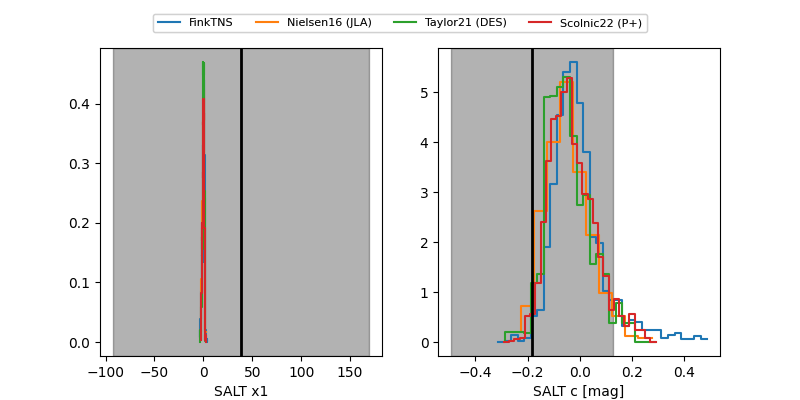 FinkTNS Nielsen16 (JLA) Taylor21 (DES) Scolnic22 (P+)
0.4
0.3
0.2
0.1
0.0
−100 −50 0 50 100 150
SALT x1
5
4
3
2
1
0
−0.4 −0.2 0.0 0.2 0.4
SALT c [mag]